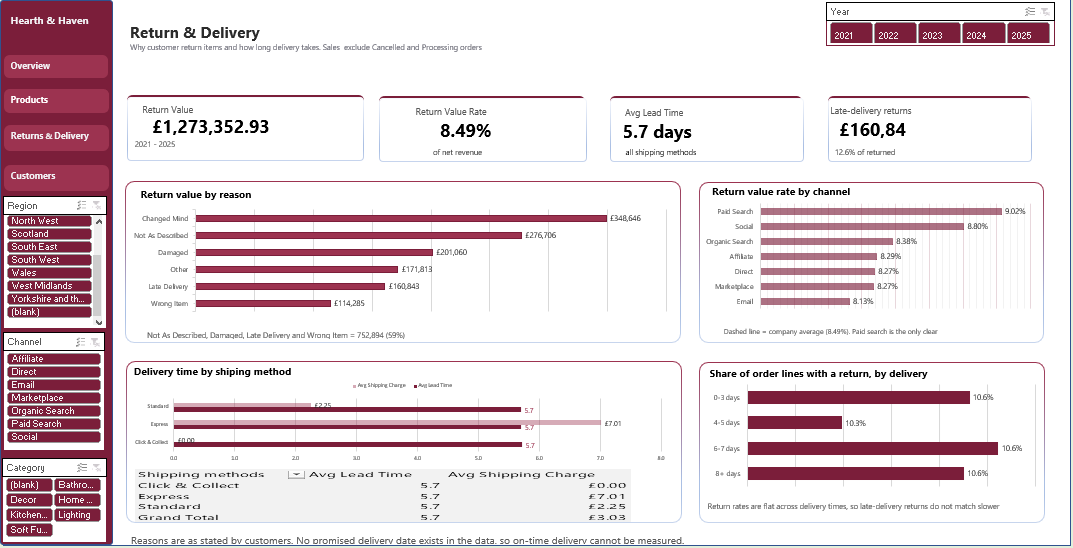 Hearth & Haven
Overview
Products
Returns & Delivery
Customers
Region
North West
Scotland
South East
South West
Wales
West Midlands
Yorkshire and th...
(blank)
Channel
Affiliate
Direct
Email
Marketplace
Organic Search
Paid Search
Social
Category
(blank) Bathro...
Decor Home ...
Kitchen... Lighting
Soft Fu...
Return & Delivery
Why customer return items and how long delivery takes. Sales exclude Cancelled and Processing orders
Year
2021 2022 2023 2024 2025
Return Value
£1,273,352.93
2021 - 2025
Return Value Rate
8.49%
of net revenue
Avg Lead Time
5.7 days
all shipping methods
Late-delivery returns
£160,84
12.6% of returned
Return value by reason
Changed Mind £348,646
Not As Described £276,706
Damaged £201,060
Other £171,813
Late Delivery £160,843
Wrong Item £114,285
Not As Described, Damaged, Late Delivery and Wrong Item = 752,894 (59%)
Return value rate by channel
Paid Search 9.02%
Social 8.80%
Organic Search 8.38%
Affiliate 8.29%
Direct 8.27%
Marketplace 8.27%
Email 8.13%
Dashed line = company average (8.49%). Paid search is the only clear
Delivery time by shiping method
Avg Shipping Charge Avg Lead Time
Standard £2.25 5.7
Express £7.01 5.7
Click & Collect £0.00 5.7
0.0 1.0 2.0 3.0 4.0 5.0 6.0 7.0 8.0
Shipping methods Avg Lead Time Avg Shipping Charge
Click & Collect 5.7 £0.00
Express 5.7 £7.01
Standard 5.7 £2.25
Grand Total 5.7 £3.03
Share of order lines with a return, by delivery
0-3 days 10.6%
4-5 days 10.3%
6-7 days 10.6%
8+ days 10.6%
Return rates are flat across delivery times, so late-delivery returns do not match slower
Reasons are as stated by customers. No promised delivery date exists in the data, so on-time delivery cannot be measured.